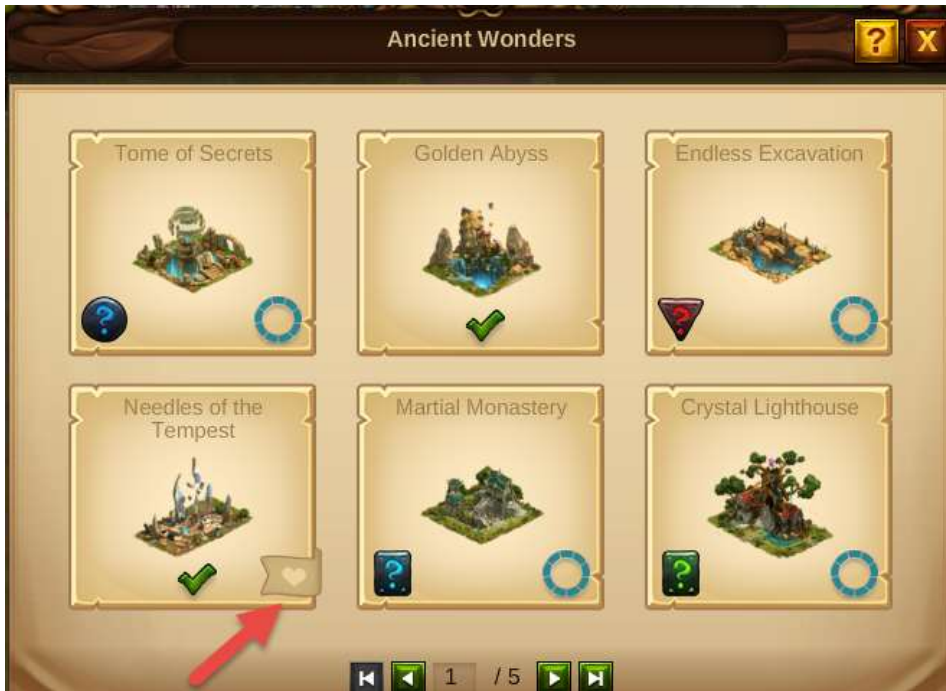 Ancient Wonders
?
X
Tome of Secrets
Golden Abyss
Endless Excavation
?
?
Needles of the
Tempest
Martial Monastery
Crystal Lighthouse
?
?
1 / 5